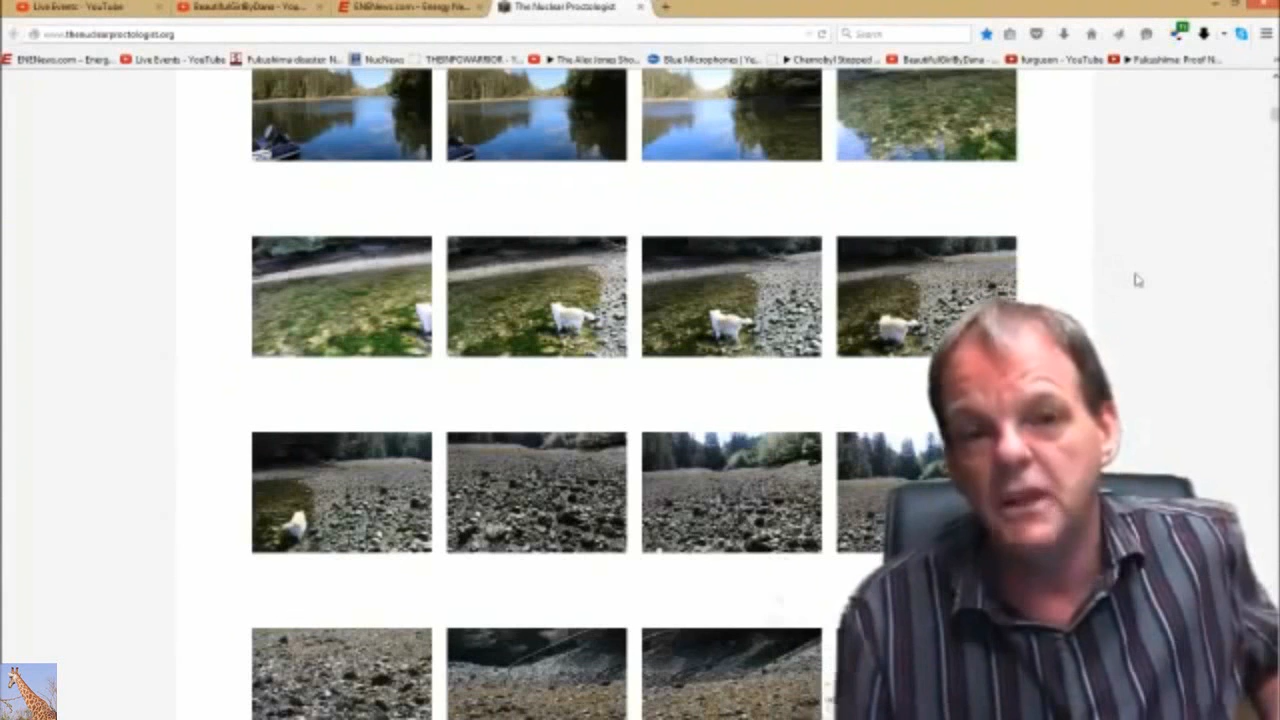 Live Events - YouTube BeautifulGirlByDana - You... ENENews.com – Energy Ne... The Nuclear Proctologist
www.thenuclearproctologist.org Search
ENENews.com – Energ... Live Events - YouTube Fukushima disaster: N... NucNews THEINFOWARRIOR - Y... ▶ The Alex Jones Sho... Blue Microphones | Ye... ▶ Chernobyl Stepped ... BeautifulGirlByDana - ... furguson - YouTube ▶ Fukushima: Proof N...